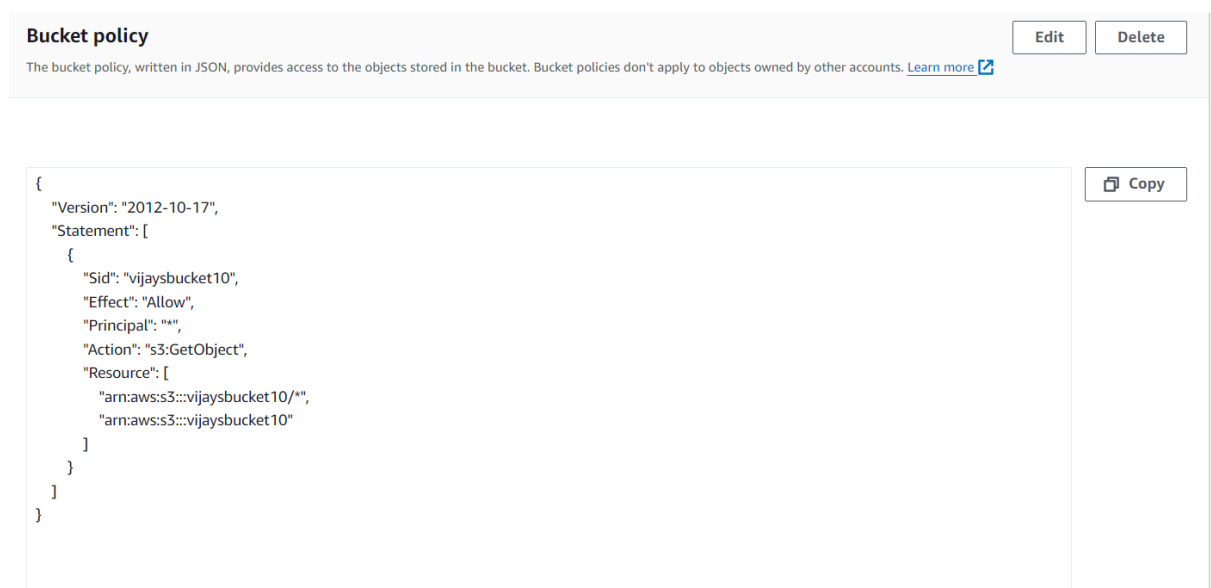 Bucket policy
Edit
Delete
The bucket policy, written in JSON, provides access to the objects stored in the bucket. Bucket policies don't apply to objects owned by other accounts. Learn more
Copy
{
"Version": "2012-10-17",
"Statement": [
{
"Sid": "vijaysbucket10",
"Effect": "Allow",
"Principal": "*",
"Action": "s3:GetObject",
"Resource": [
"arn:aws:s3:::vijaysbucket10/*",
"arn:aws:s3:::vijaysbucket10"
]
}
]
}